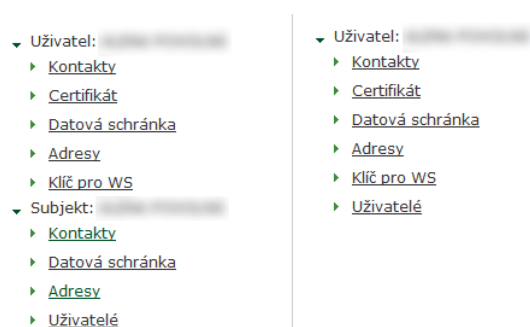 Uživatel:
Kontakty
Certifikát
Datová schránka
Adresy
Klíč pro WS
Subjekt:
Kontakty
Datová schránka
Adresy
Uživatelé
Uživatel:
Kontakty
Certifikát
Datová schránka
Adresy
Klíč pro WS
Uživatelé